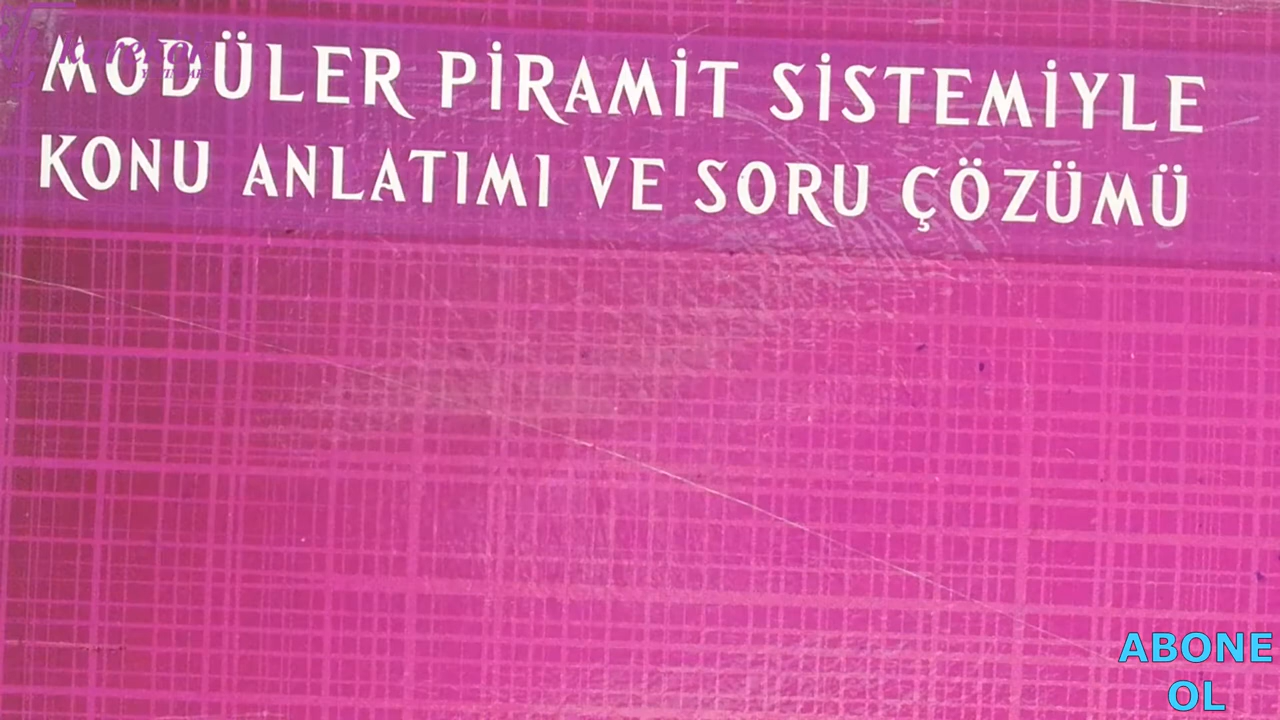 MODÜLER PİRAMİT SİSTEMİYLE
KONU ANLATIMI VE SORU ÇÖZÜMÜ
ABONE
OL